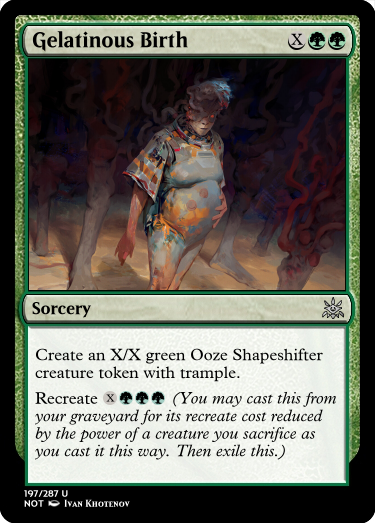 Gelatinous Birth X
Sorcery
Create an X/X green Ooze Shapeshifter
creature token with trample.
Recreate X (You may cast this from
your graveyard for its recreate cost reduced
by the power of a creature you sacrifice as
you cast it this way. Then exile this.)
197/287 U
NOT Ivan Khotenov